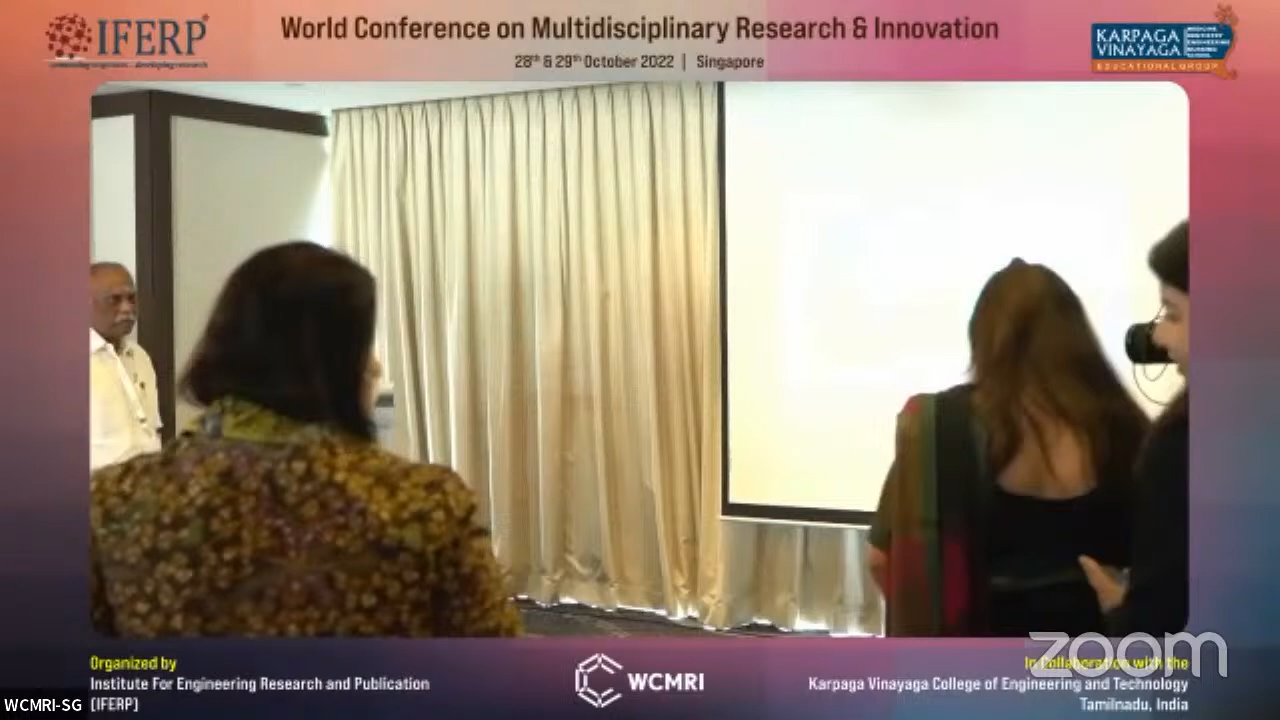 IFERP
World Conference on Multidisciplinary Research & Innovation
28th & 29th October 2022 | Singapore
KARPAGA
VINAYAGA
EDUCATIONAL GROUP
Organized by
Institute For Engineering Research and Publication
(IFERP)
WCMRI
In Collaboration with the
Karpaga Vinayaga College of Engineering and Technology
Tamilnadu, India
zoom
WCMRI-SG